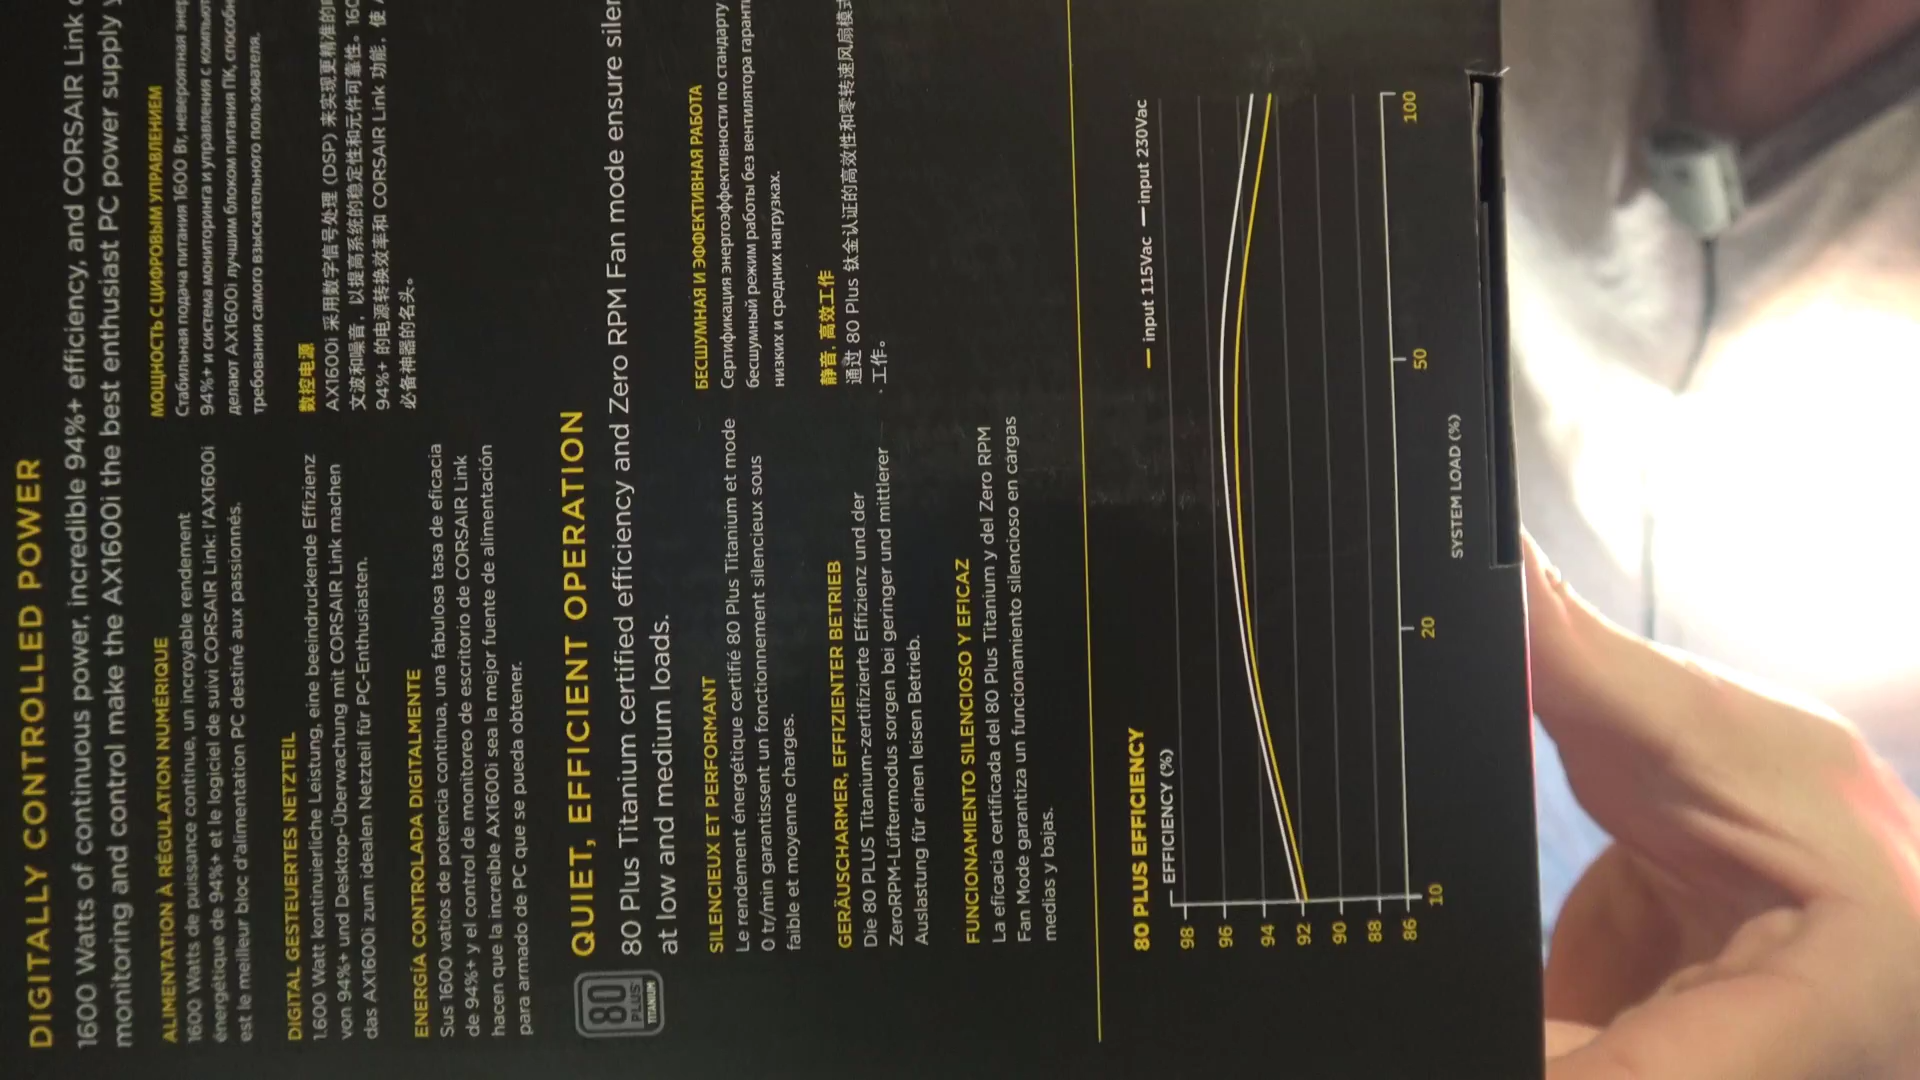 DIGITALLY CONTROLLED POWER
1600 Watts of continuous power, incredible 94%+ efficiency, and CORSAIR Link
monitoring and control make the AX1600i the best enthusiast PC power supply
ALIMENTATION À RÉGULATION NUMÉRIQUE
1600 Watts de puissance continue, un incroyable rendement
énergétique de 94%+ et le logiciel de suivi CORSAIR Link: l'AX1600i
est le meilleur bloc d'alimentation PC destiné aux passionnés.
DIGITAL GESTEUERTES NETZTEIL
1.600 Watt kontinuierliche Leistung, eine beeindruckende Effizienz
von 94%+ und Desktop-Überwachung mit CORSAIR Link machen
das AX1600i zum idealen Netzteil für PC-Enthusiasten.
ENERGÍA CONTROLADA DIGITALMENTE
Sus 1600 vatios de potencia continua, una fabulosa tasa de eficacia
de 94%+ y el control de monitoreo de escritorio de CORSAIR Link
hacen que la increíble AX1600i sea la mejor fuente de alimentación
para armado de PC que se pueda obtener.
МОЩНОСТЬ С ЦИФРОВЫМ УПРАВЛЕНИЕМ
Стабильная подача питания 1600 Вт, невероятная
94%+ и система мониторинга и управления с
делают AX1600i лучшим блоком питания ПК,
требования самого взыскательного пользователя.
数控电源
AX1600i 采用数字信号处理 (DSP) 来实现更精准的
文波和噪音，以提高系统的稳定性和元件可靠性。
94%+ 的电源转换效率和 CORSAIR Link 功能，使
必备神器的名头。
80 PLUS TITANIUM
QUIET, EFFICIENT OPERATION
80 Plus Titanium certified efficiency and Zero RPM Fan mode ensure
at low and medium loads.
SILENCIEUX ET PERFORMANT
Le rendement énergétique certifié 80 Plus Titanium et mode
0 tr/min garantissent un fonctionnement silencieux sous
faible et moyenne charges.
GERÄUSCHARMER, EFFIZIENTER BETRIEB
Die 80 PLUS Titanium-zertifizierte Effizienz und der
ZeroRPM-Lüftermodus sorgen bei geringer und mittlerer
Auslastung für einen leisen Betrieb.
FUNCIONAMIENTO SILENCIOSO Y EFICAZ
La eficacia certificada del 80 Plus Titanium y del Zero RPM
Fan Mode garantiza un funcionamiento silencioso en cargas
medias y bajas.
БЕСШУМНАЯ И ЭФФЕКТИВНАЯ РАБОТА
Сертификация энергоэффективности по стандарту
бесшумный режим работы без вентилятора
низких и средних нагрузках.
静音, 高效工作
通过 80 Plus 钛金认证的高效性和零转速风扇模式
工作。
80 PLUS EFFICIENCY
EFFICIENCY (%)
input 115Vac
input 230Vac
98
96
94
92
90
88
86
10
20
50
100
SYSTEM LOAD (%)